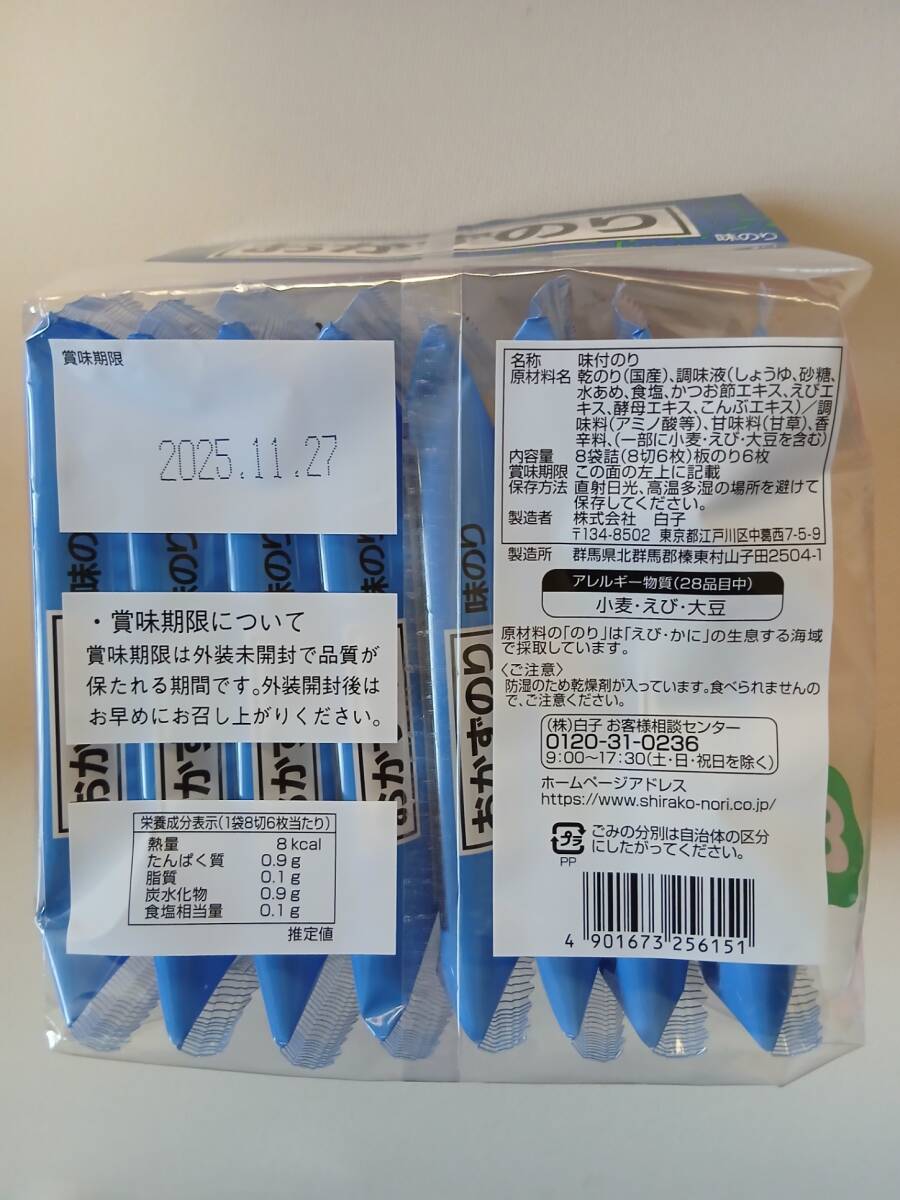 おかずのり
味のり
賞味期限
2025.11.27
・賞味期限について
賞味期限は外装未開封で品質が
保たれる期間です。外装開封後は
お早めにお召し上がりください。
栄養成分表示(1袋8切6枚当たり)
熱量 8 kcal
たんぱく質 0.9 g
脂質 0.1 g
炭水化物 0.9 g
食塩相当量 0.1 g
推定値
味のり
おかずのり
名称 味付のり
原材料名 乾のり(国産)、調味液(しょうゆ、砂糖、
水あめ、食塩、かつお節エキス、えびエ
キス、酵母エキス、こんぶエキス)/調
味料(アミノ酸等)、甘味料(甘草)、香
辛料、(一部に小麦・えび・大豆を含む)
内容量 8袋詰(8切6枚)板のり6枚
賞味期限 この面の左上に記載
保存方法 直射日光、高温多湿の場所を避けて
保存してください。
製造者 株式会社 白子
〒134-8502 東京都江戸川区中葛西7-5-9
製造所 群馬県北群馬郡榛東村山子田2504-1
アレルギー物質(28品目中)
小麦・えび・大豆
原材料の「のり」は「えび・かに」の生息する海域
で採取しています。
〈ご注意〉
防湿のため乾燥剤が入っています。食べられませんの
で、ご注意ください。
(株)白子 お客様相談センター
0120-31-0236
9:00~17:30(土・日・祝日を除く)
ホームページアドレス
https://www.shirako-nori.co.jp/
プラ
PP
ごみの分別は自治体の区分
にしたがってください。
4 901673 256151